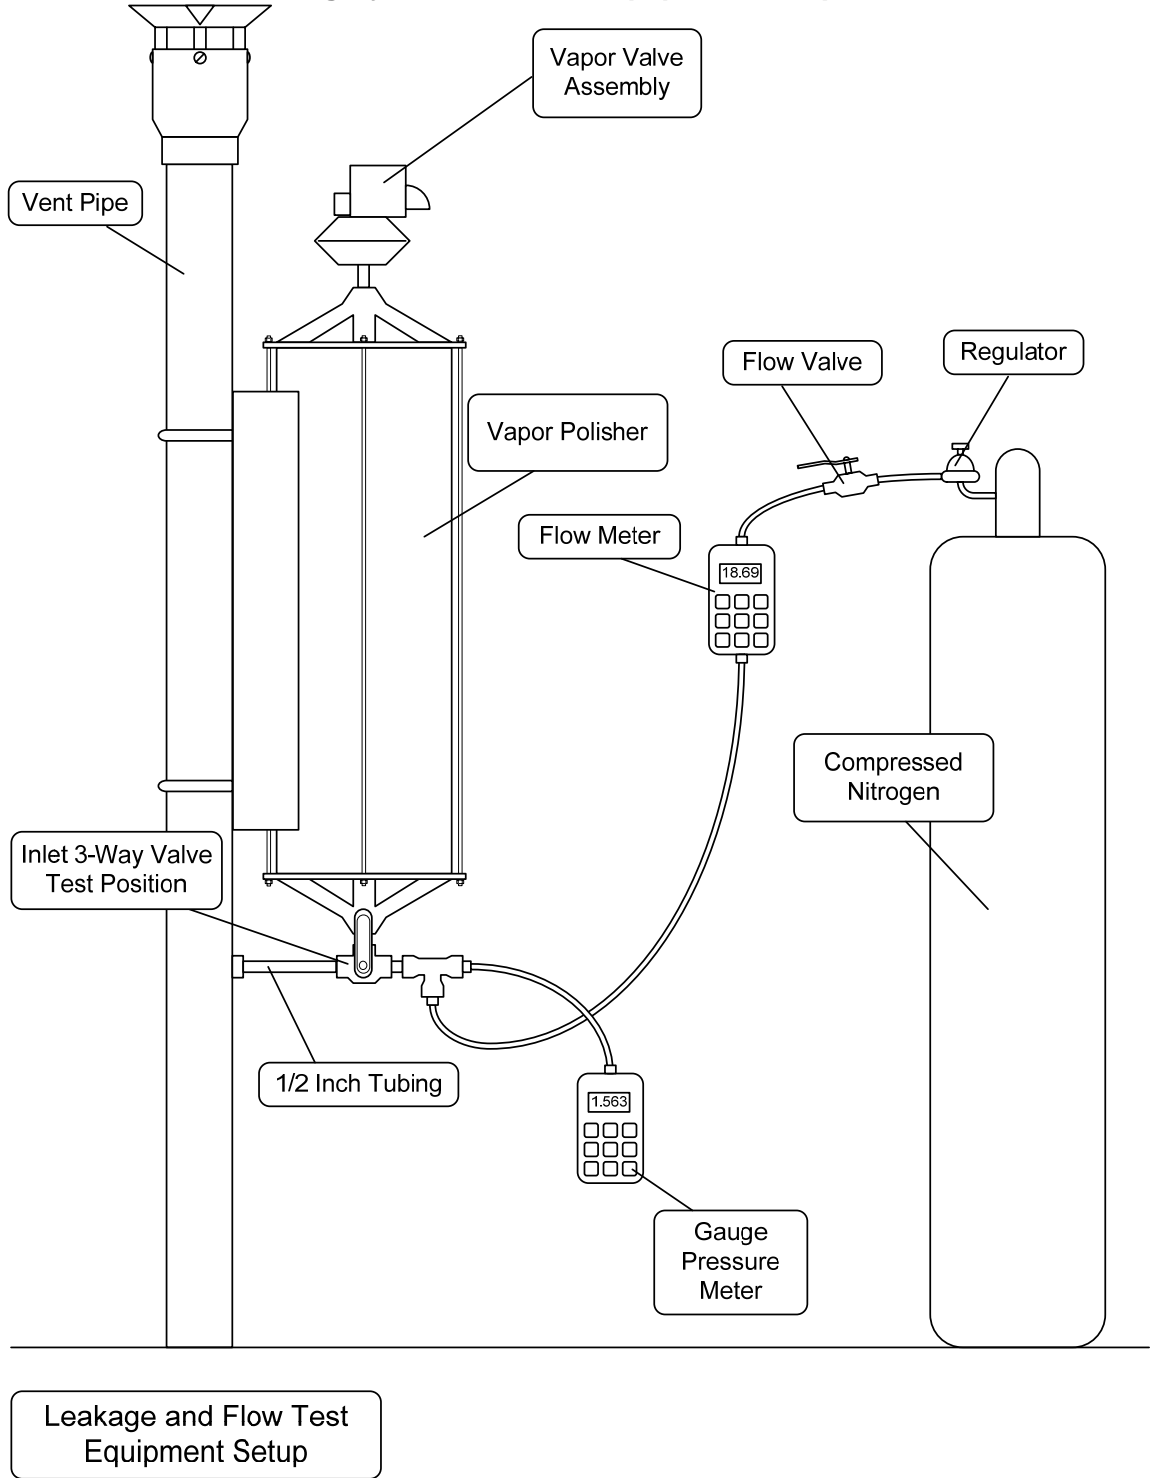 Vapor Valve
Assembly
Vent Pipe
Flow Valve
Regulator
Vapor Polisher
Flow Meter
18.69
Compressed
Nitrogen
Inlet 3-Way Valve
Test Position
1/2 Inch Tubing
1.563
Gauge
Pressure
Meter
Leakage and Flow Test
Equipment Setup